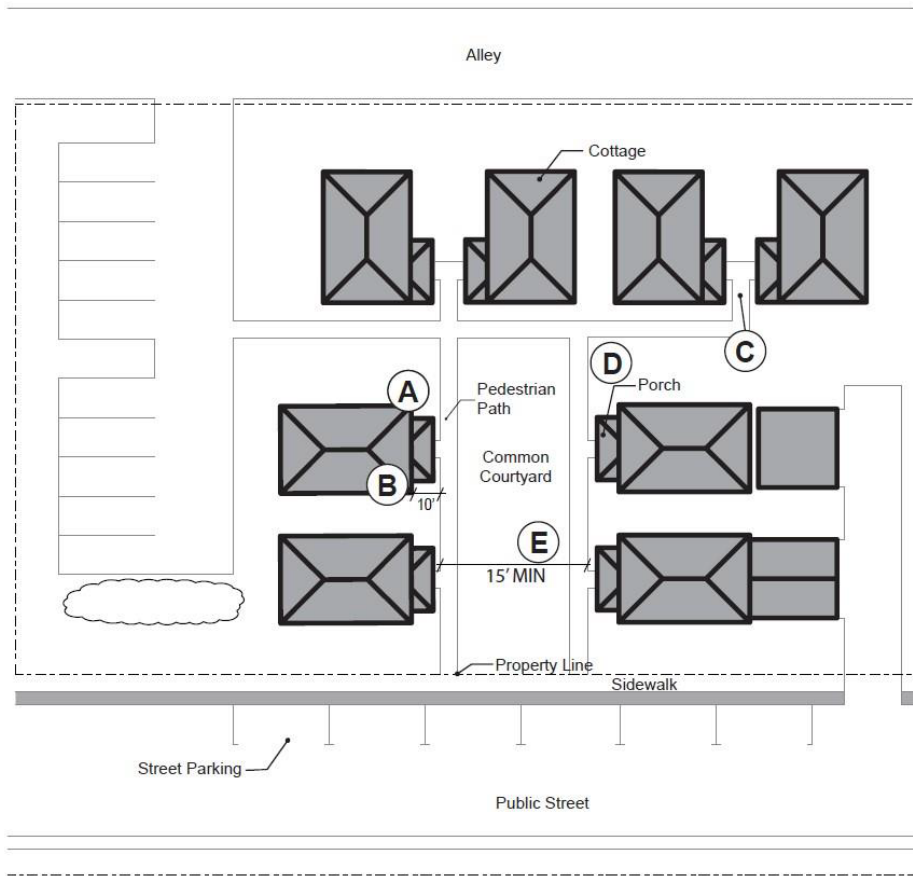 Alley
Cottage
C
D
A
Porch
Pedestrian
Path
Common
Courtyard
B
10'
E
15' MIN
Property Line
Sidewalk
Street Parking
Public Street